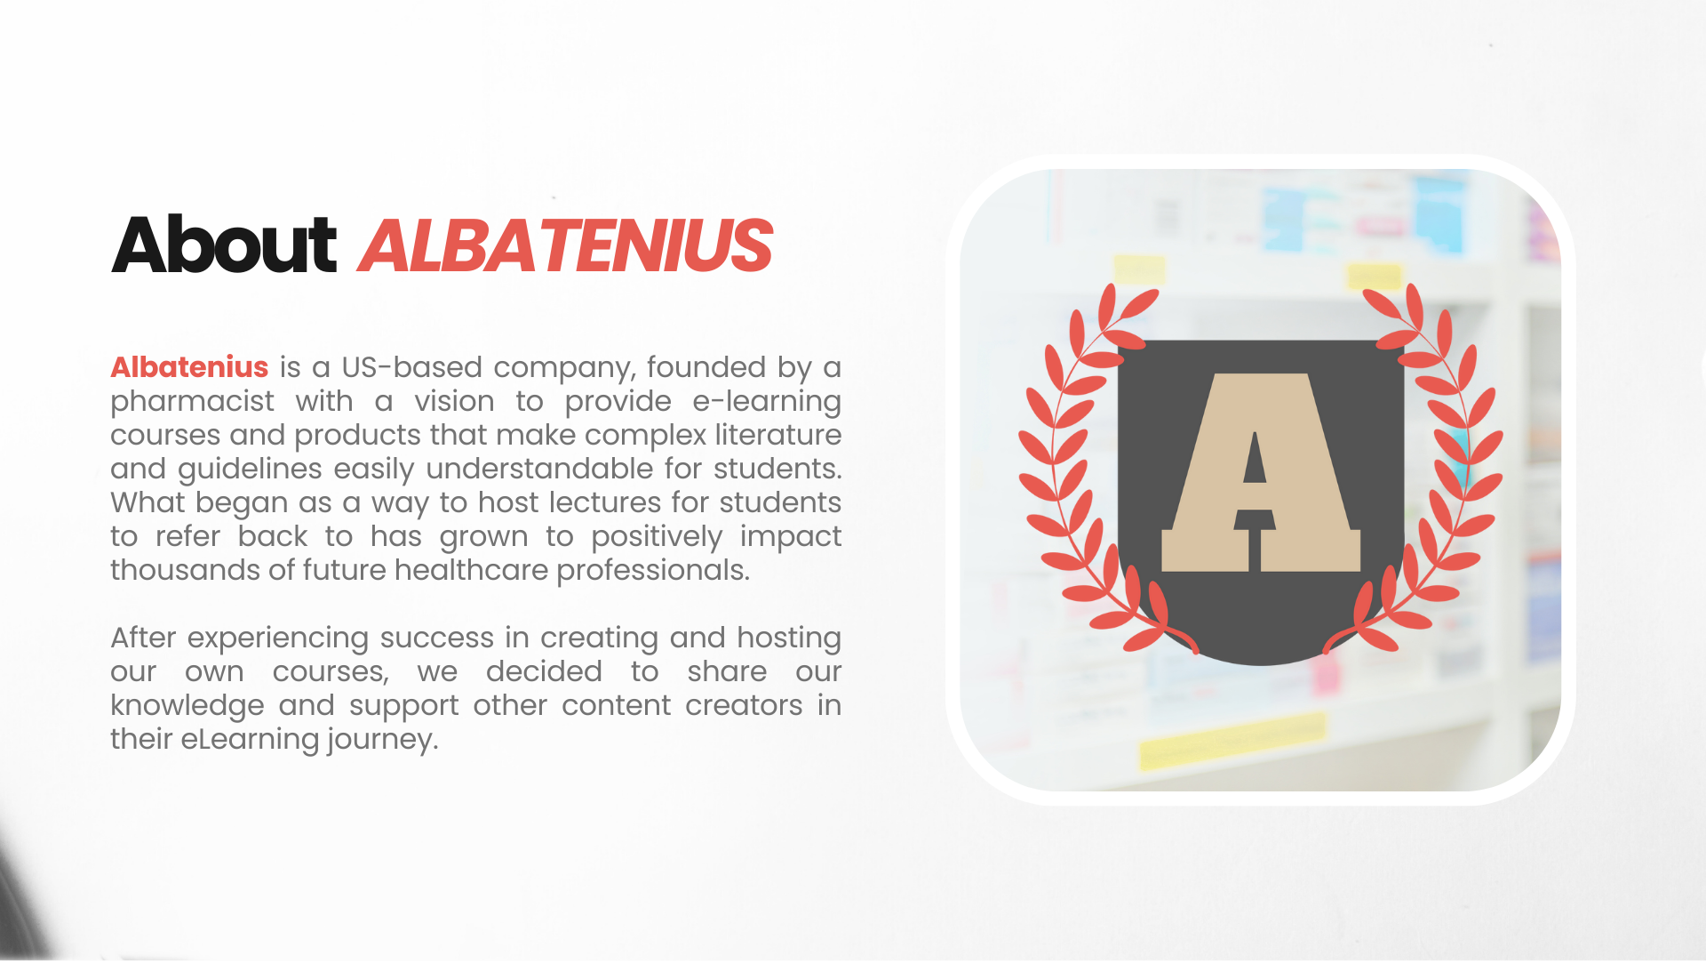 About ALBATENIUS
Albatenius is a US-based company, founded by a
pharmacist with a vision to provide e-learning
courses and products that make complex literature
and guidelines easily understandable for students.
What began as a way to host lectures for students
to refer back to has grown to positively impact
thousands of future healthcare professionals.
After experiencing success in creating and hosting
our own courses, we decided to share our
knowledge and support other content creators in
their eLearning journey.
A